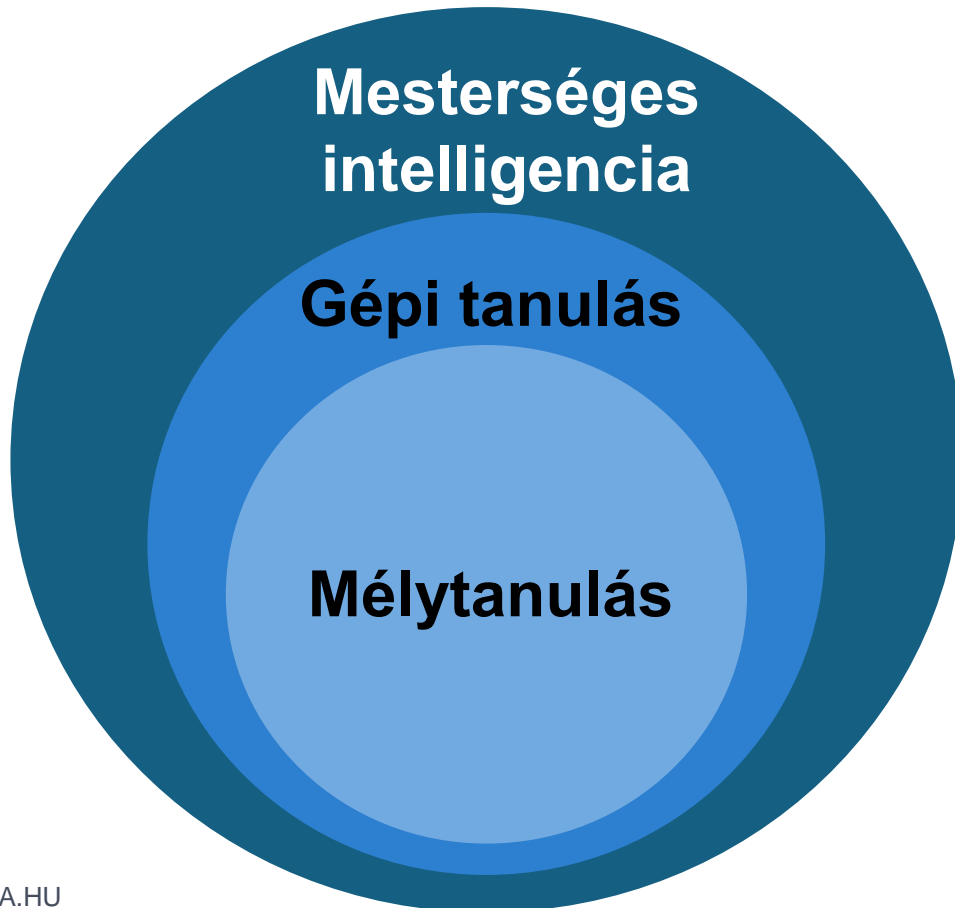 Mesterséges
intelligencia
Gépi tanulás
Mélytanulás
A.HU